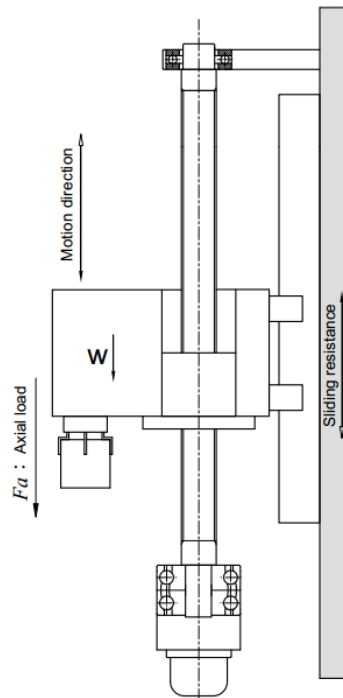 Motion direction
W
Fa : Axial load
Sliding resistance